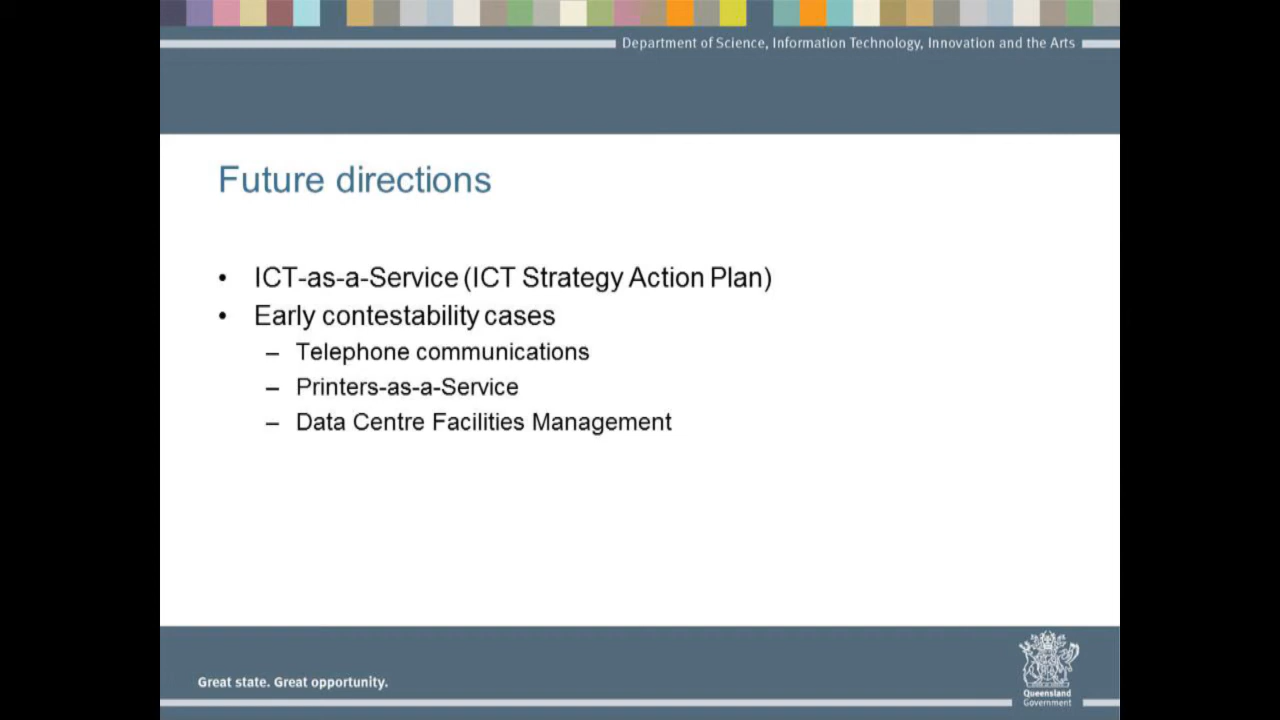 Department of Science, Information Technology, Innovation and the Arts
Future directions
• ICT-as-a-Service (ICT Strategy Action Plan)
• Early contestability cases
– Telephone communications
– Printers-as-a-Service
– Data Centre Facilities Management
Great state. Great opportunity.
Queensland
Government